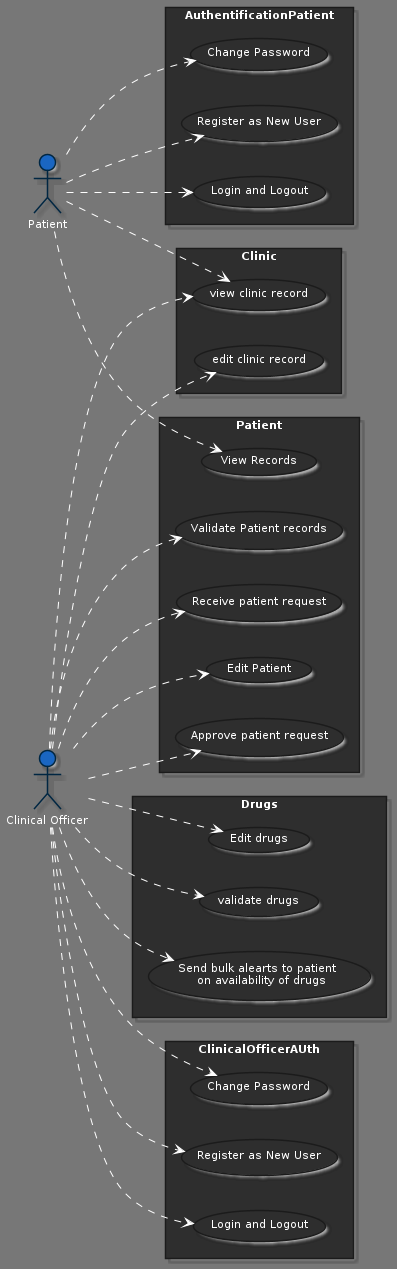 AuthentificationPatient
Change Password
Register as New User
Login and Logout
Patient
Clinic
view clinic record
edit clinic record
Patient
View Records
Validate Patient records
Receive patient request
Edit Patient
Approve patient request
Clinical Officer
Drugs
Edit drugs
validate drugs
Send bulk alearts to patient
on availability of drugs
ClinicalOfficerAUth
Change Password
Register as New User
Login and Logout